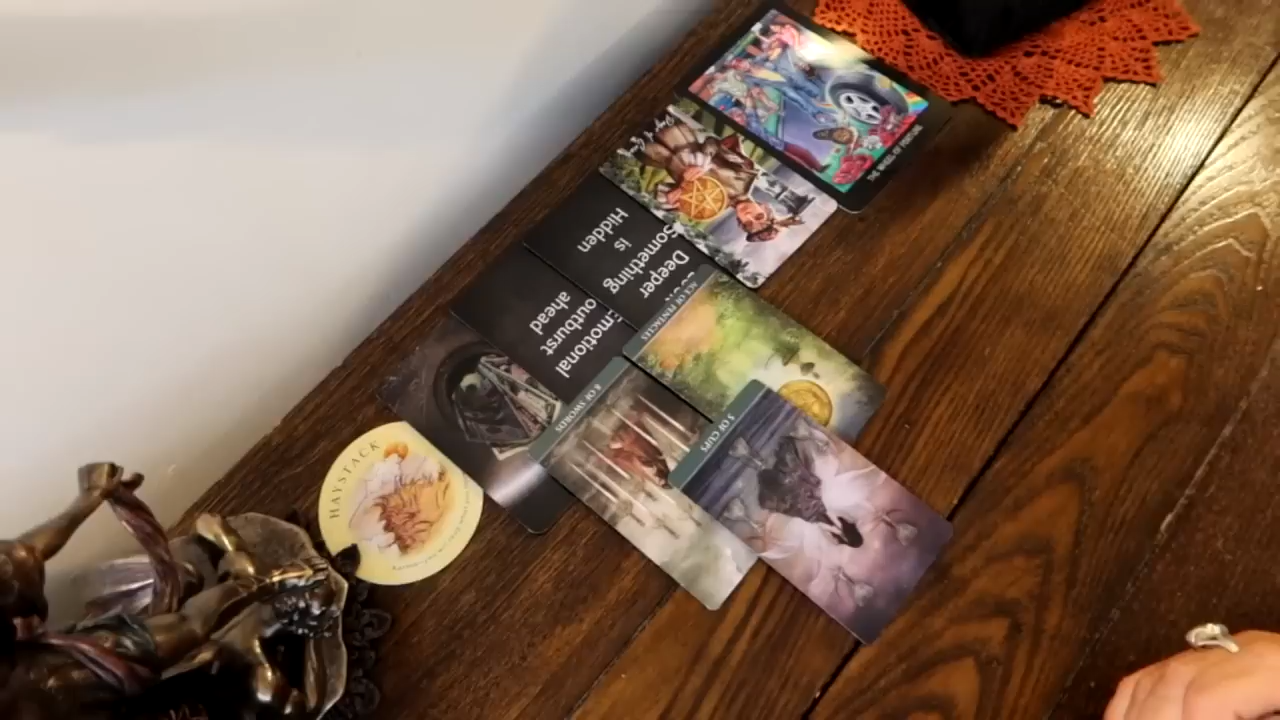 THE WHEEL OF FORTUNE
Something
is
Hidden
Deeper
Emotional
outburst
ahead
ACE OF PENTACLES
8 OF SWORDS
5 OF CUPS
HAYSTACK